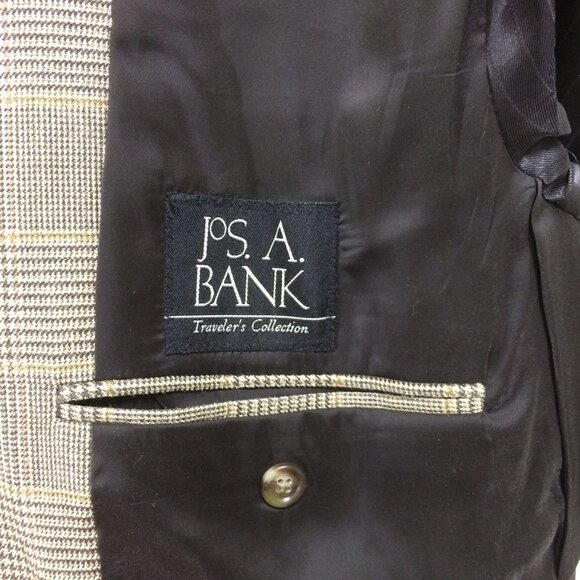 JoS. A.
BANK
Traveler's Collection